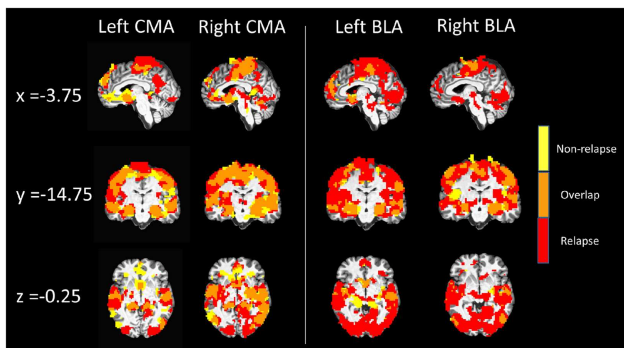 Left CMA Right CMA Left BLA Right BLA
x =-3.75
Non-relapse
y =-14.75
Overlap
Relapse
z =-0.25